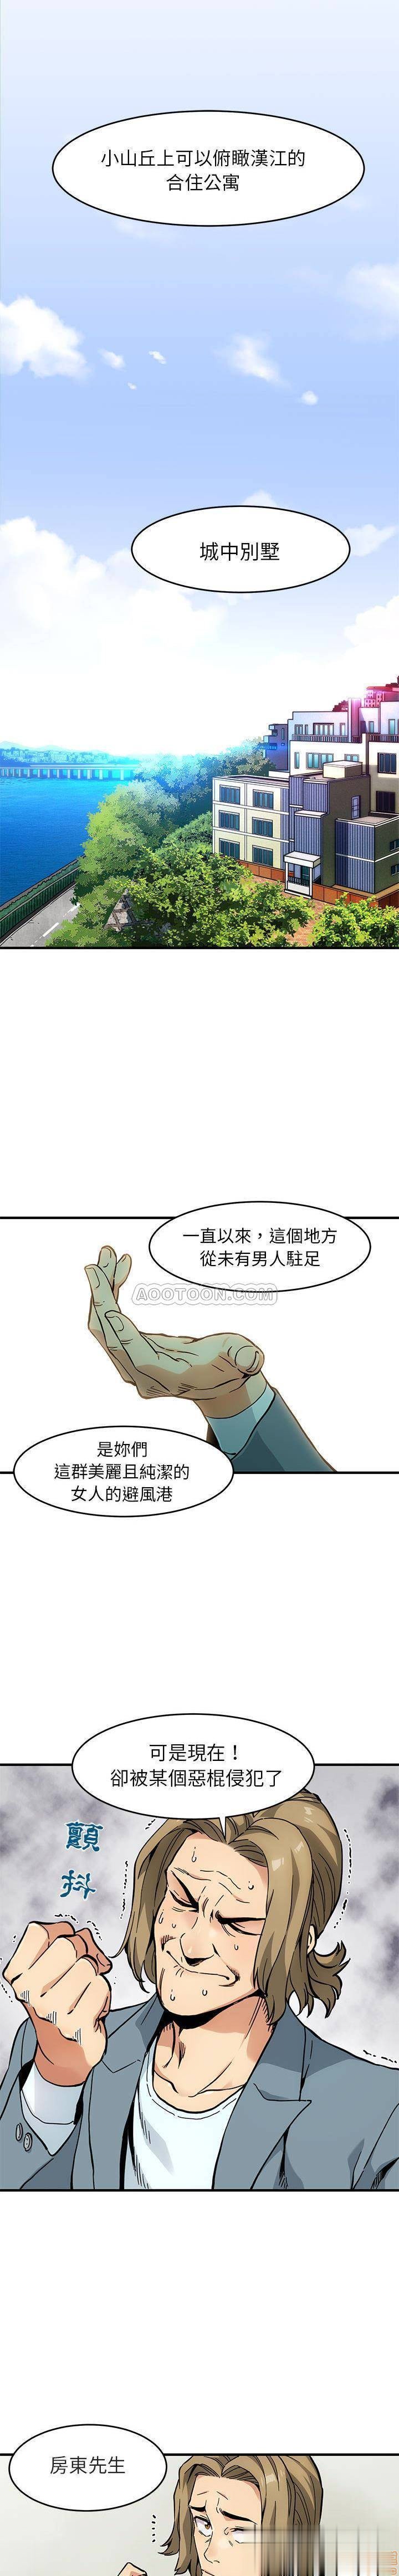 小山丘上可以俯瞰漢江的
合住公寓
城中別墅
一直以來，這個地方
從未有男人駐足
AOOTOON.COM
是妳們
這群美麗且純潔的
女人的避風港
可是現在！
卻被某個惡棍侵犯了
顫
抖
房東先生